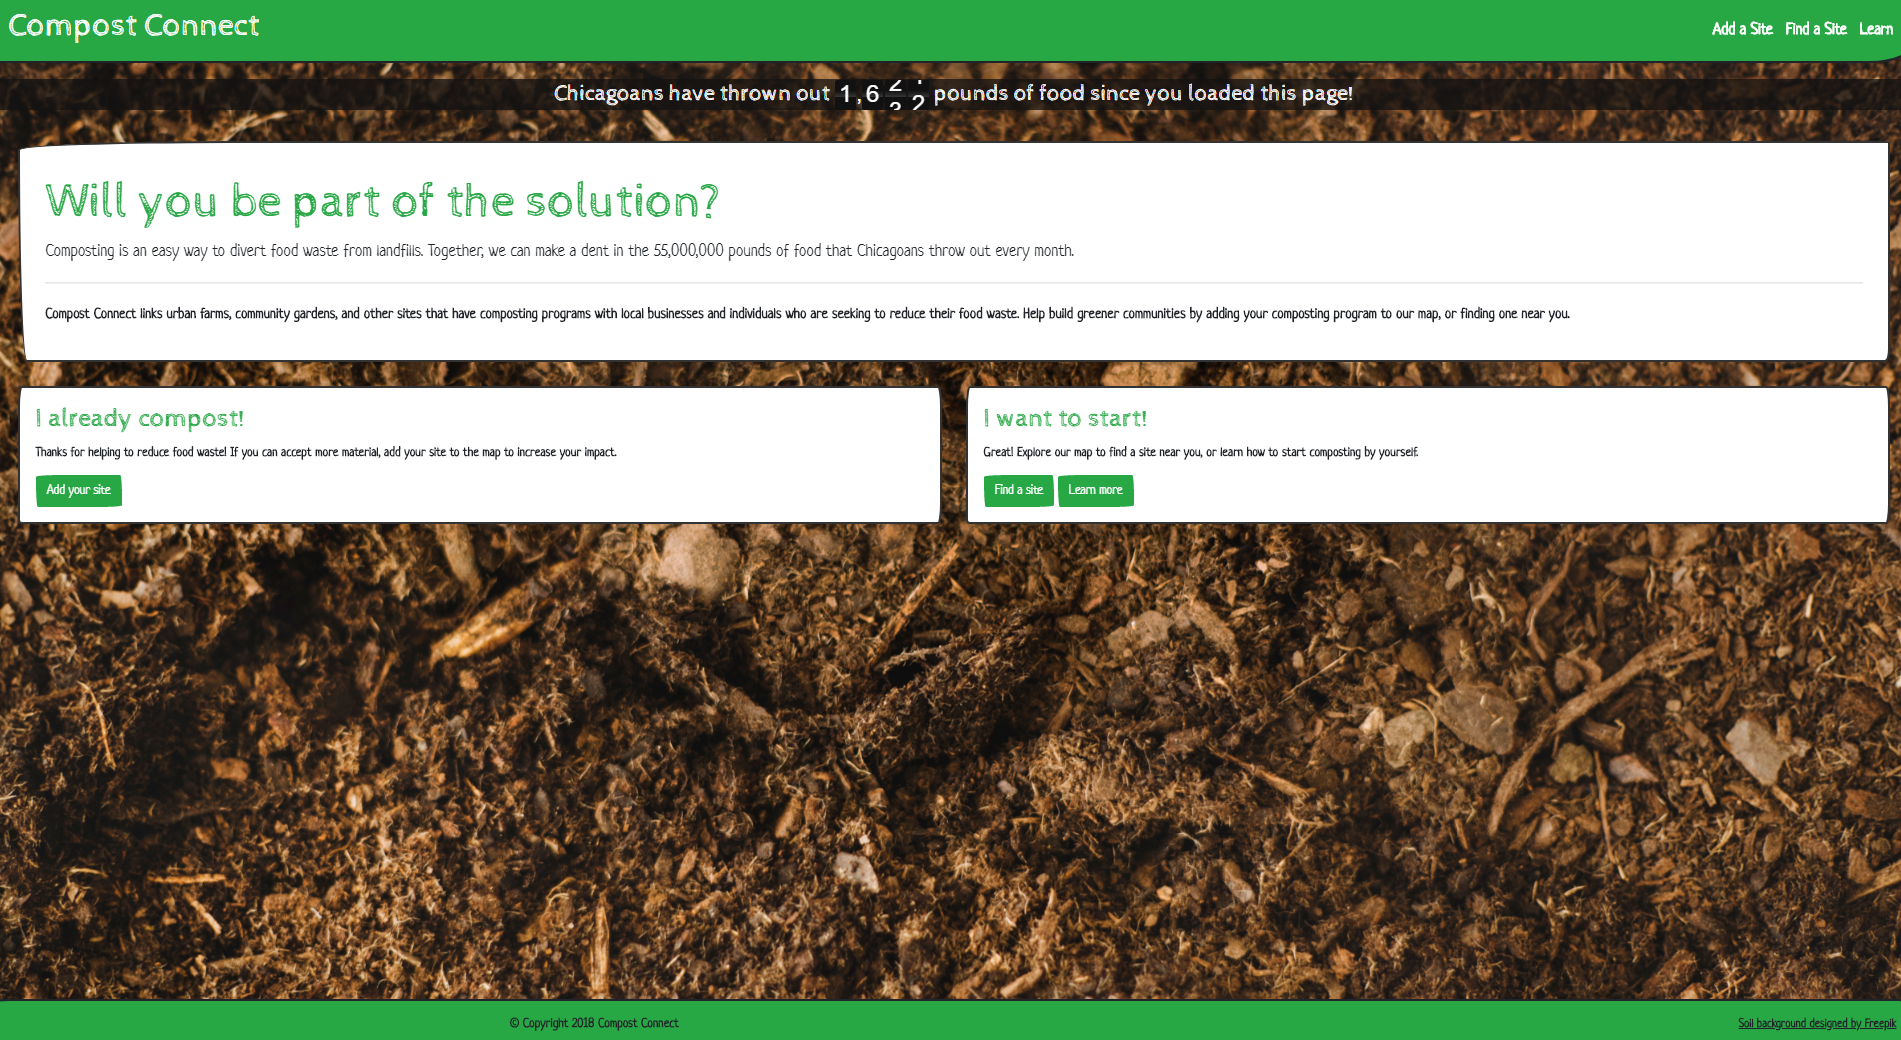 Compost Connect
Add a Site Find a Site Learn
Chicagoans have thrown out 1,6 pounds of food since you loaded this page!
Will you be part of the solution?
Composting is an easy way to divert food waste from landfills. Together, we can make a dent in the 55,000,000 pounds of food that Chicagoans throw out every month.
Compost Connect links urban farms, community gardens, and other sites that have composting programs with local businesses and individuals who are seeking to reduce their food waste. Help build greener communities by adding your composting program to our map, or finding one near you.
I already compost!
Thanks for helping to reduce food waste! If you can accept more material, add your site to the map to increase your impact.
Add your site
I want to start!
Great! Explore our map to find a site near you, or learn how to start composting by yourself.
Find a site Learn more
© Copyright 2018 Compost Connect
Soil background designed by Freepik